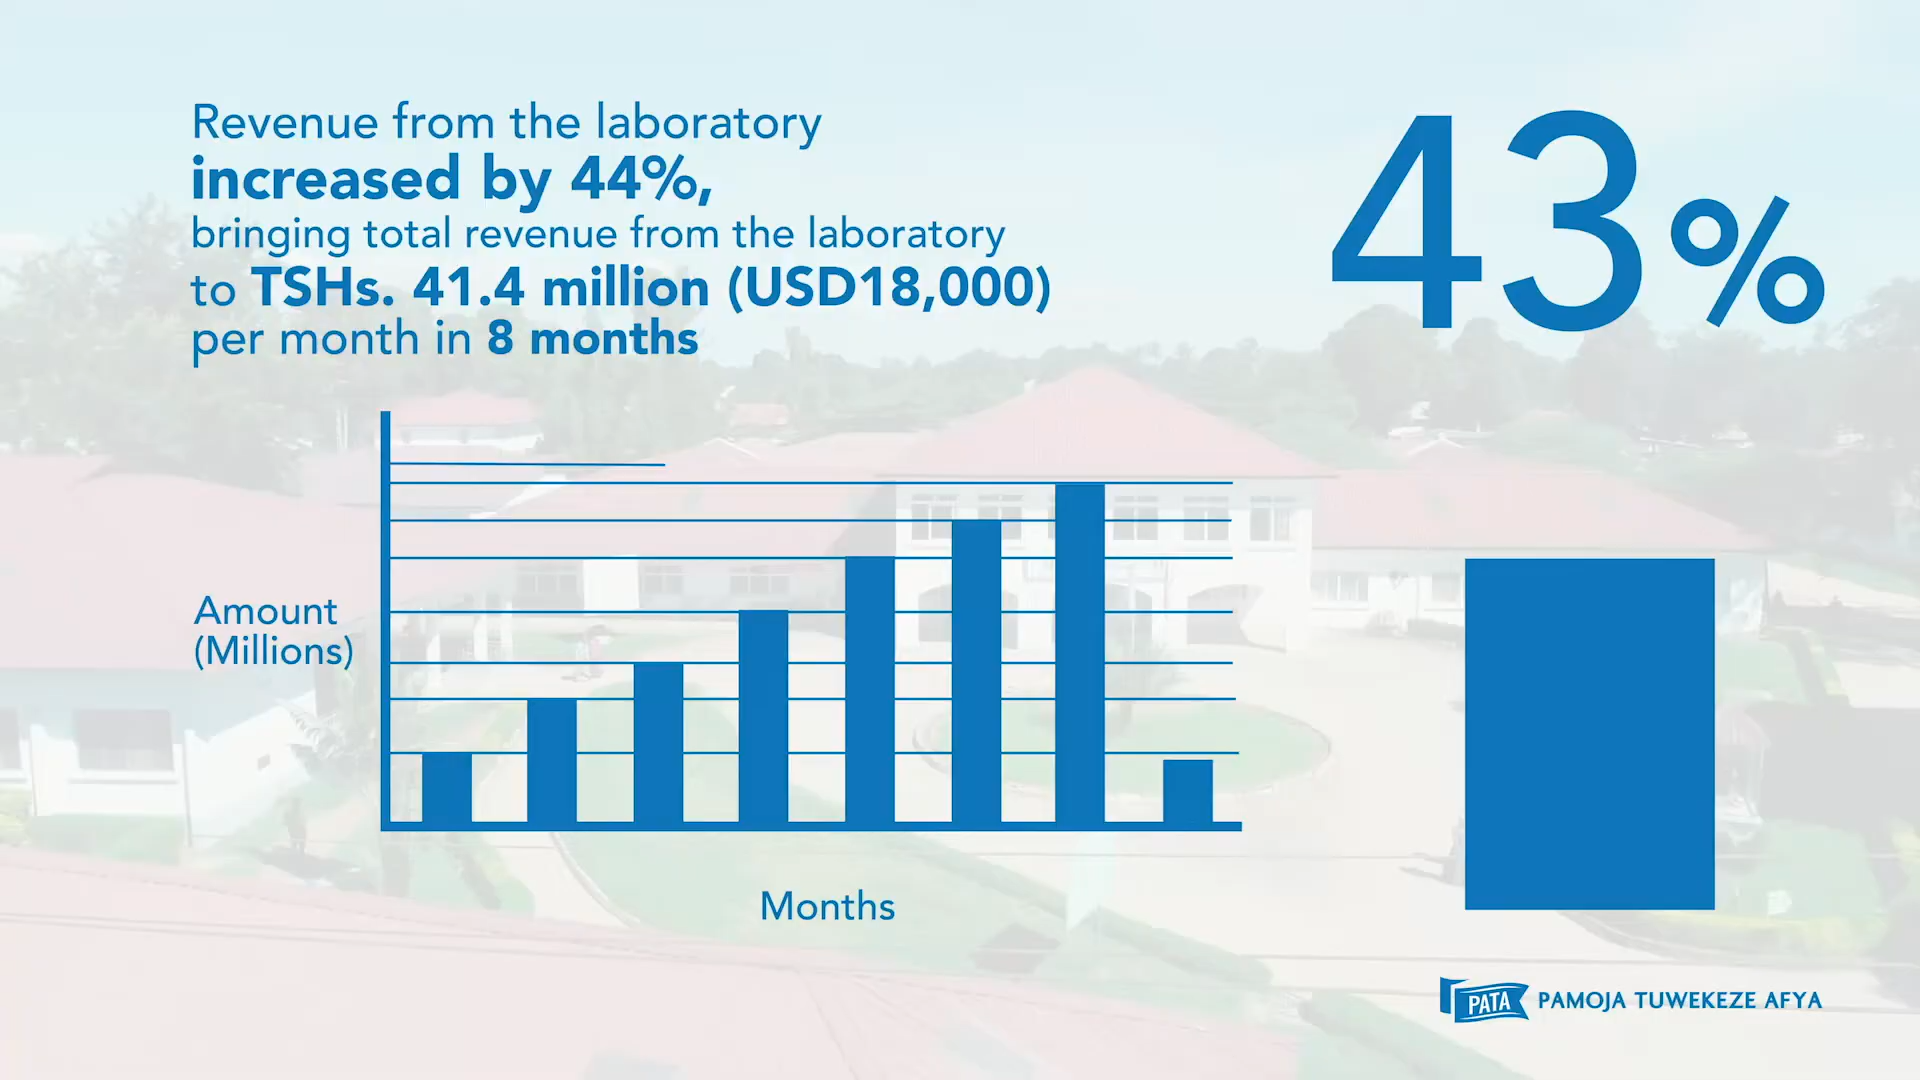 Revenue from the laboratory
increased by 44%,
bringing total revenue from the laboratory
to TSHs. 41.4 million (USD18,000)
per month in 8 months
43%
Amount
(Millions)
Months
PATA PAMOJA TUWEKEZE AFYA